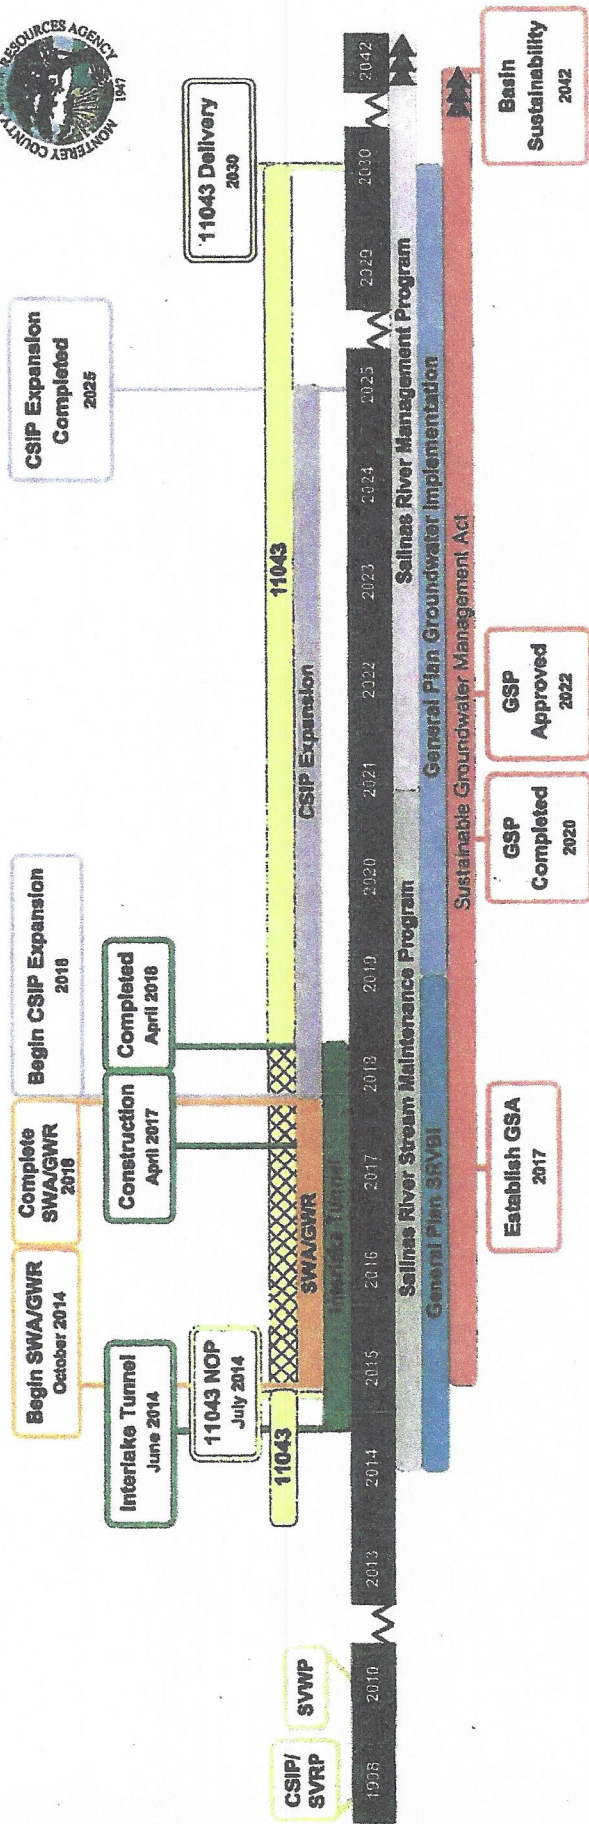 RESOURCES AGENCY
MONTEREY COUNTY
1947
CSIP Expansion
Completed
2025
11043 Delivery
2030
Begin SWA/GWR
October 2014
Complete
SWA/GWR
2018
Begin CSIP Expansion
2018
Interlake Tunnel
June 2014
Construction
April 2017
Completed
April 2018
11043 NOP
July 2014
CSIP/
SVRP
SVWP
11043
11043
SWA/GWR
CSIP Expansion
Interlake Tunnel
1998 2010 2013 2014 2015 2016 2017 2018 2019 2020 2021 2022 2023 2024 2025 2029 2030 2042
Salinas River Stream Maintenance Program
Salinas River Management Program
General Plan SRVBI
General Plan Groundwater Implementation
Sustainable Groundwater Management Act
Establish GSA
2017
GSP
Completed
2020
GSP
Approved
2022
Basin
Sustainability
2042